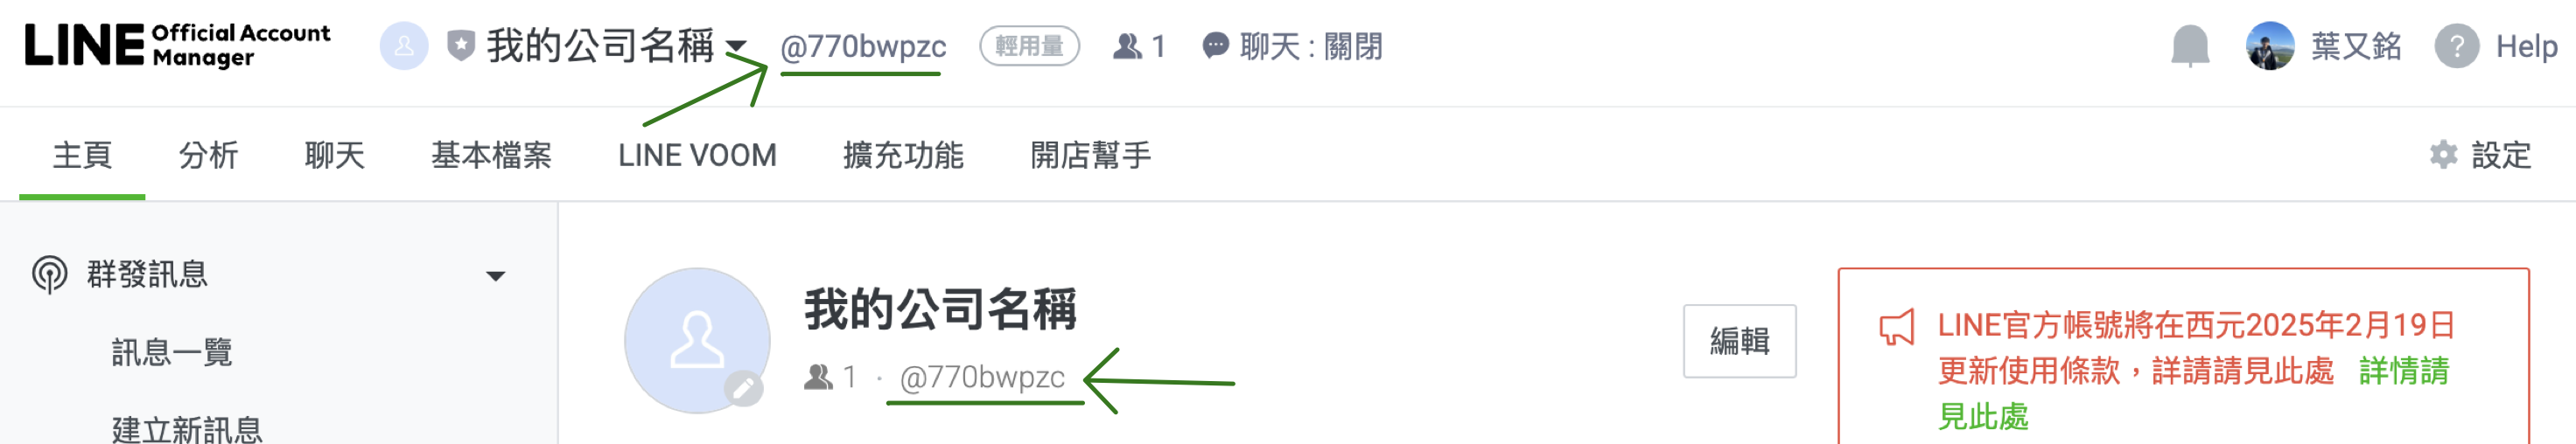 LINE Official Account Manager
我的公司名稱 @770bwpzc 輕用量 1 聊天 : 關閉 葉又銘 ? Help
主頁 分析 聊天 基本檔案 LINE VOOM 擴充功能 開店幫手 設定
群發訊息
訊息一覽
建立新訊息
我的公司名稱
1 · @770bwpzc
編輯
LINE官方帳號將在西元2025年2月19日
更新使用條款，詳請請見此處 詳情請
見此處